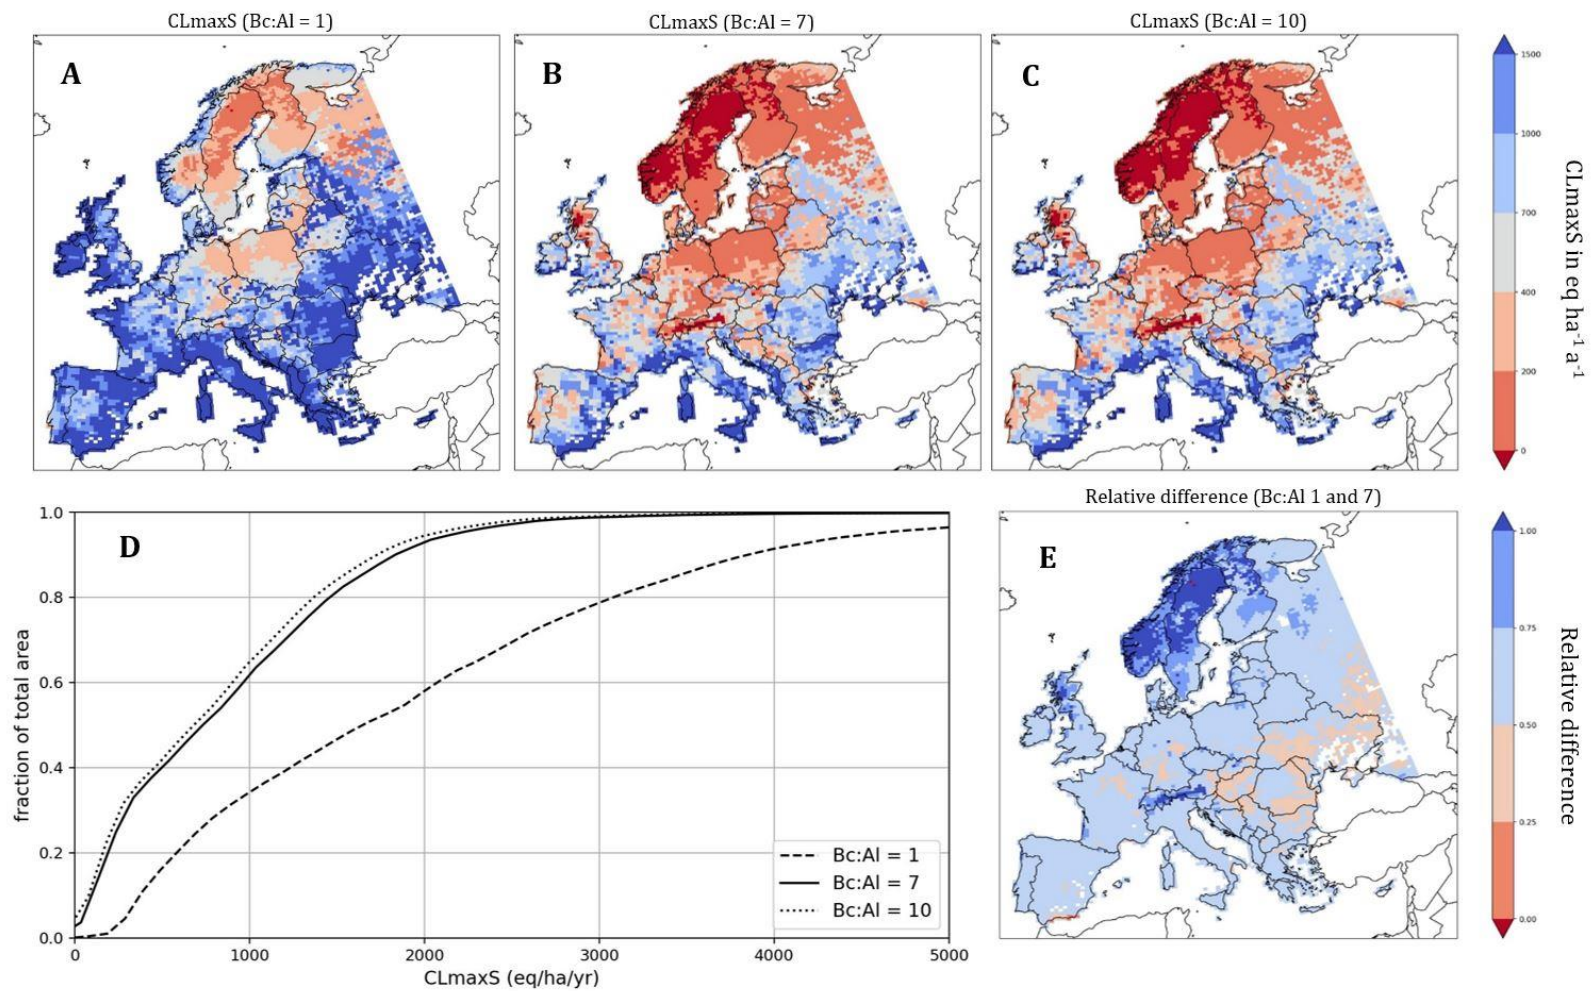 CLmaxS (Bc:Al = 1)
CLmaxS (Bc:Al = 7)
CLmaxS (Bc:Al = 10)
A
B
C
1500
1000
700
400
200
0
CLmaxS in eq ha⁻¹ a⁻¹
D
1.0
0.8
0.6
0.4
0.2
0.0
fraction of total area
0
1000
2000
3000
4000
5000
CLmaxS (eq/ha/yr)
Bc:Al = 1
Bc:Al = 7
Bc:Al = 10
Relative difference (Bc:Al 1 and 7)
E
1.00
0.75
0.50
0.25
0.00
Relative difference